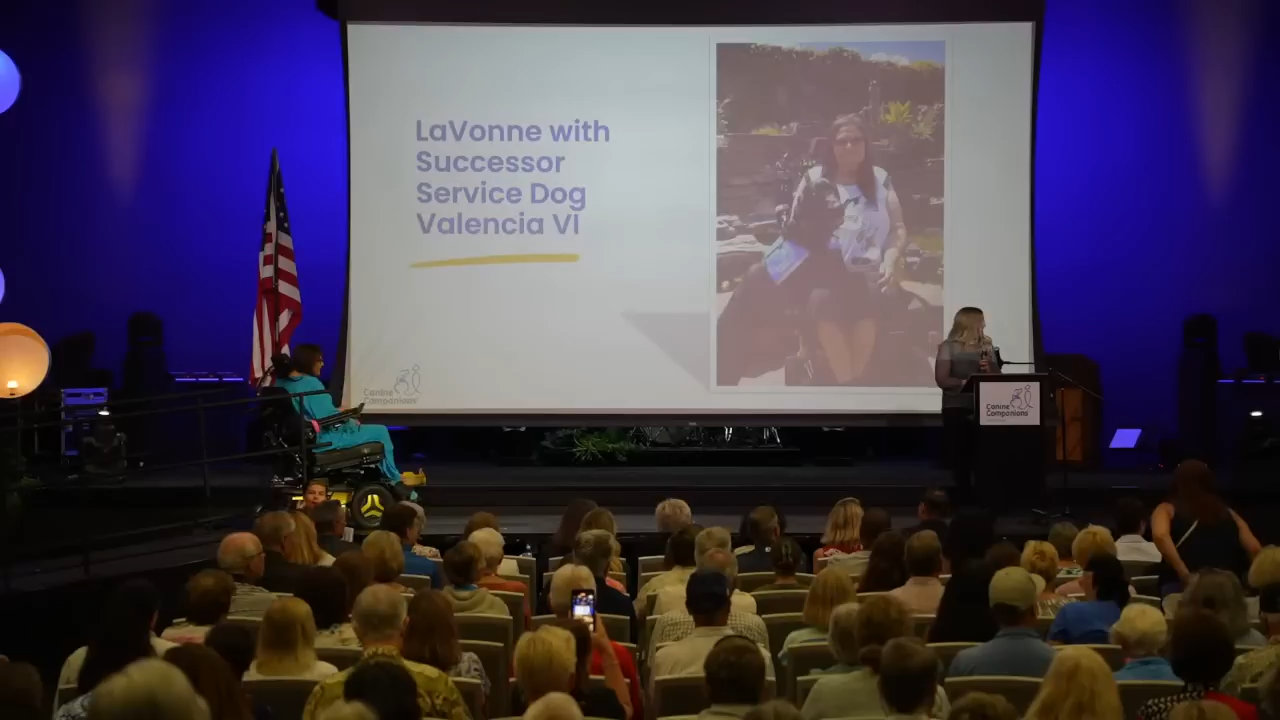 LaVonne with
Successor
Service Dog
Valencia VI
Canine
Companions
Canine
Companions